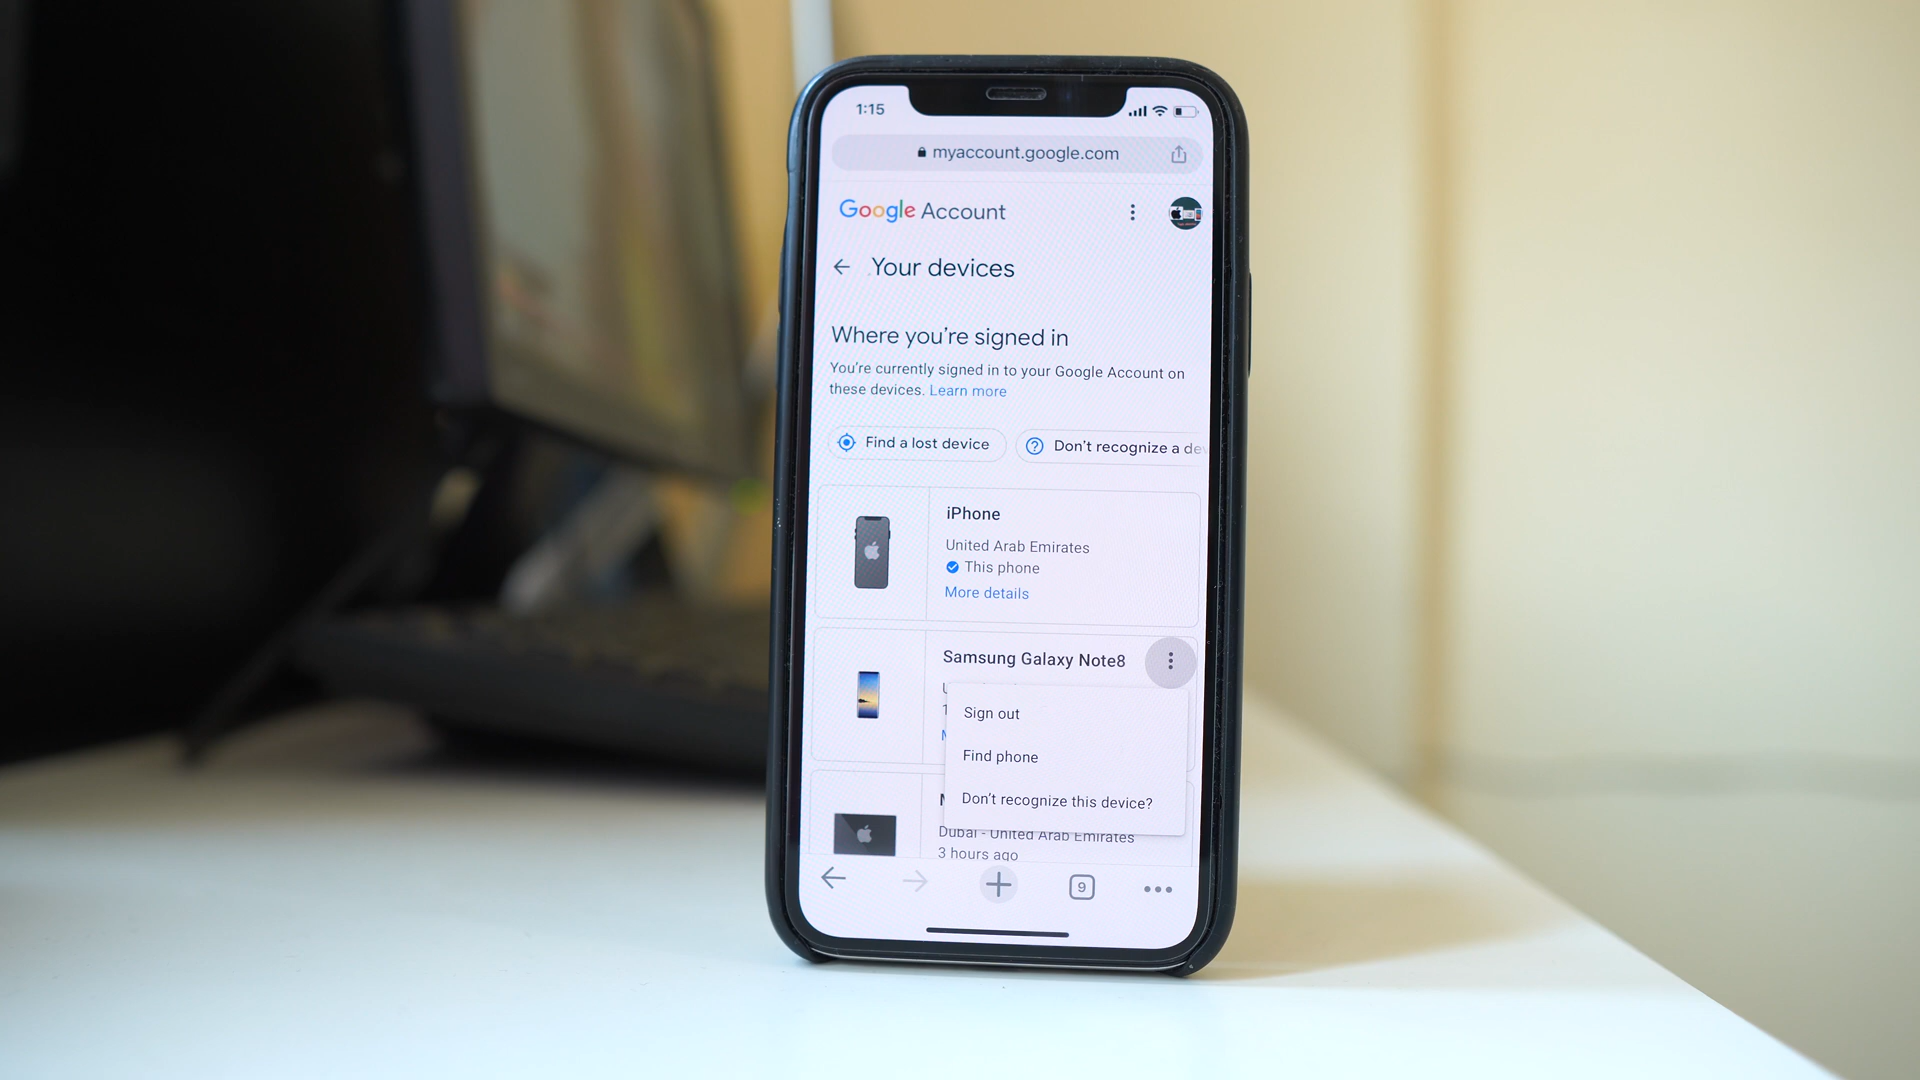 1:15
myaccount.google.com
Google Account
Your devices
Where you're signed in
You're currently signed in to your Google Account on
these devices. Learn more
Find a lost device
Don't recognize a
iPhone
United Arab Emirates
This phone
More details
Samsung Galaxy Note8
Sign out
Find phone
Don't recognize this device?
Dubai - United Arab Emirates
3 hours ago
9